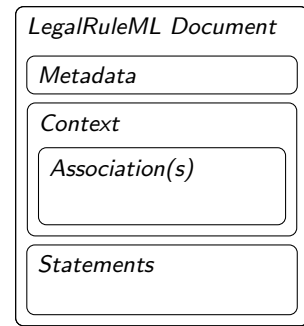 LegalRuleML Document
Metadata
Context
Association(s)
Statements